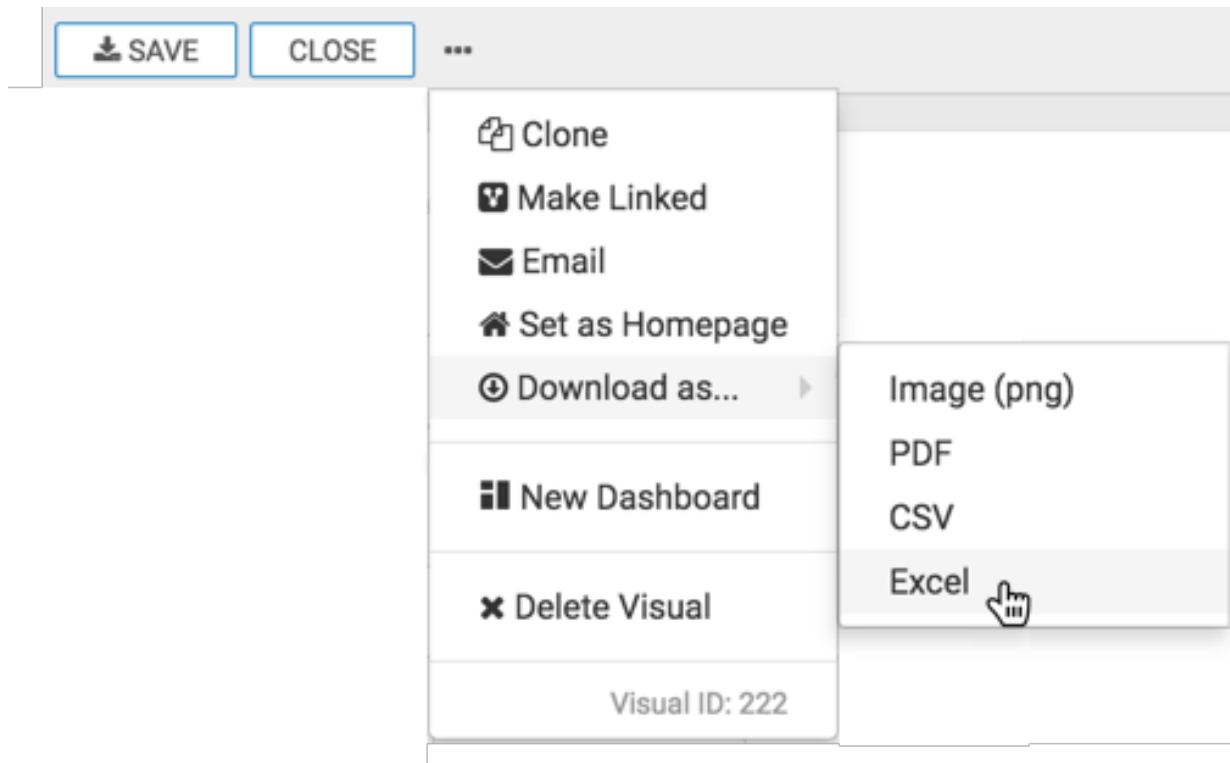 SAVE CLOSE
Clone
Make Linked
Email
Set as Homepage
Download as...
Image (png)
PDF
CSV
Excel
New Dashboard
Delete Visual
Visual ID: 222